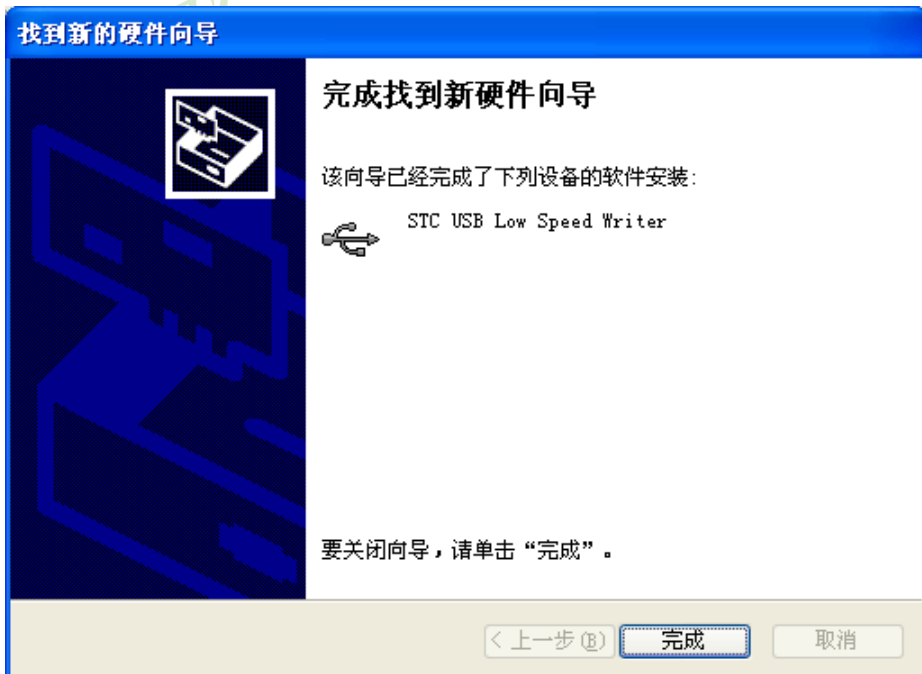 找到新的硬件向导
完成找到新硬件向导
该向导已经完成了下列设备的软件安装:
STC USB Low Speed Writer
要关闭向导，请单击“完成”。
< 上一步(B)
完成
取消